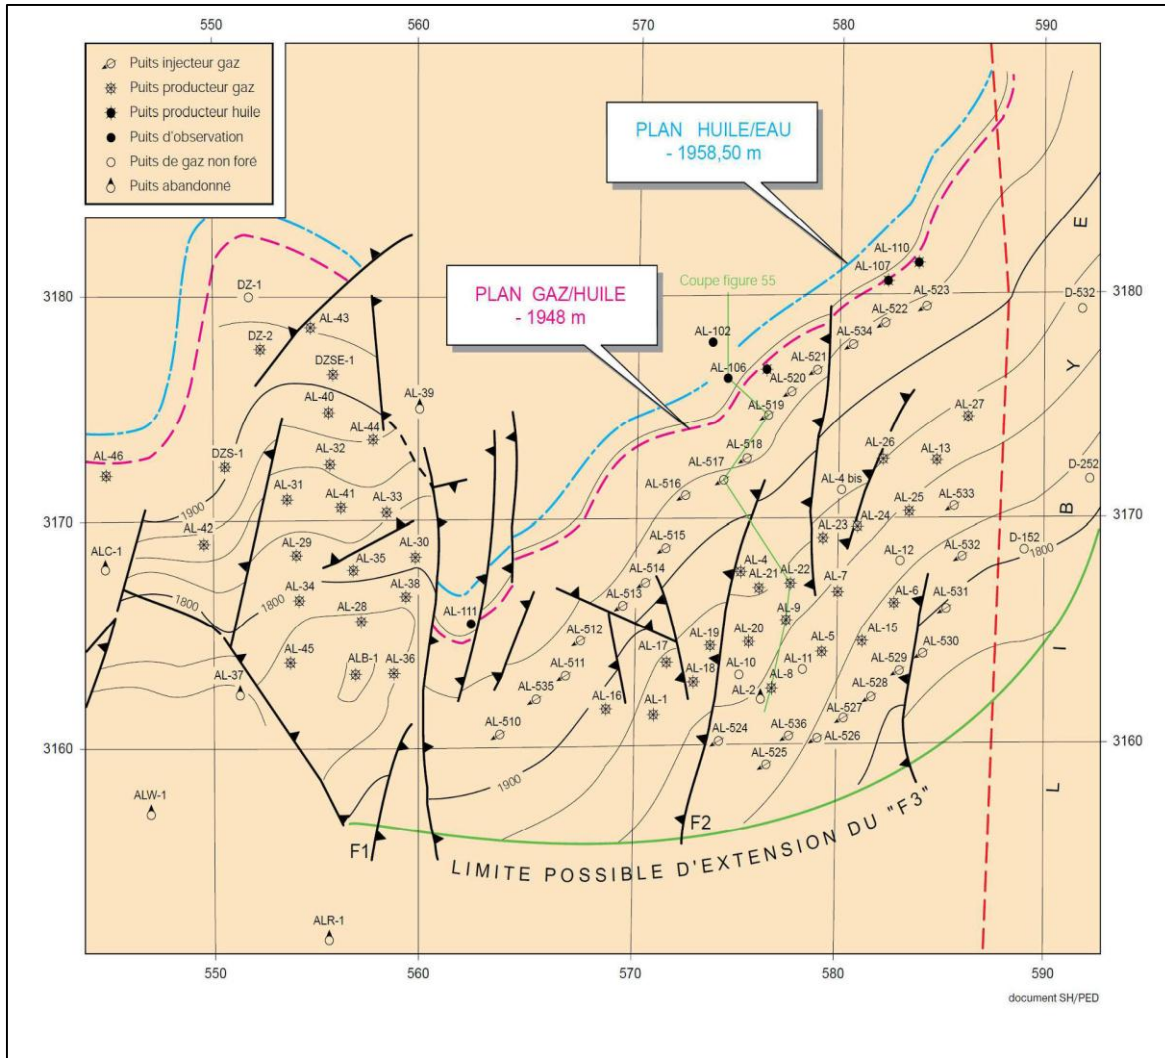 550
560
570
580
590
Puits injecteur gaz
Puits producteur gaz
Puits producteur huile
Puits d'observation
Puits de gaz non foré
Puits abandonné
PLAN HUILE/EAU
- 1958,50 m
PLAN GAZ/HUILE
- 1948 m
Coupe figure 55
3180
3180
3170
3170
3160
3160
DZ-1
AL-43
DZ-2
DZSE-1
AL-39
AL-40
AL-44
AL-46
DZS-1
AL-32
AL-31
AL-41
AL-33
1900
AL-42
ALC-1
AL-29
AL-35
AL-30
AL-34
AL-38
1800
1800
AL-28
AL-45
ALB-1
AL-36
AL-37
ALW-1
ALR-1
AL-111
AL-110
AL-107
AL-523
AL-522
AL-534
AL-102
AL-106
AL-521
AL-520
AL-519
AL-518
AL-517
AL-516
AL-515
AL-514
AL-513
AL-512
AL-511
AL-535
AL-510
D-532
AL-27
AL-26
AL-13
AL-4 bis
D-252
AL-25
AL-533
AL-23
AL-24
AL-12
D-152
1800
AL-532
AL-4
AL-21
AL-22
AL-7
AL-6
AL-531
AL-9
AL-19
AL-20
AL-5
AL-15
AL-530
AL-17
AL-18
AL-10
AL-11
AL-529
AL-2
AL-8
AL-528
AL-16
AL-1
AL-527
AL-524
AL-536
AL-526
AL-525
1900
F1
F2
LIMITE POSSIBLE D'EXTENSION DU "F3"
L I B Y E
550
560
570
580
590
document SH/PED